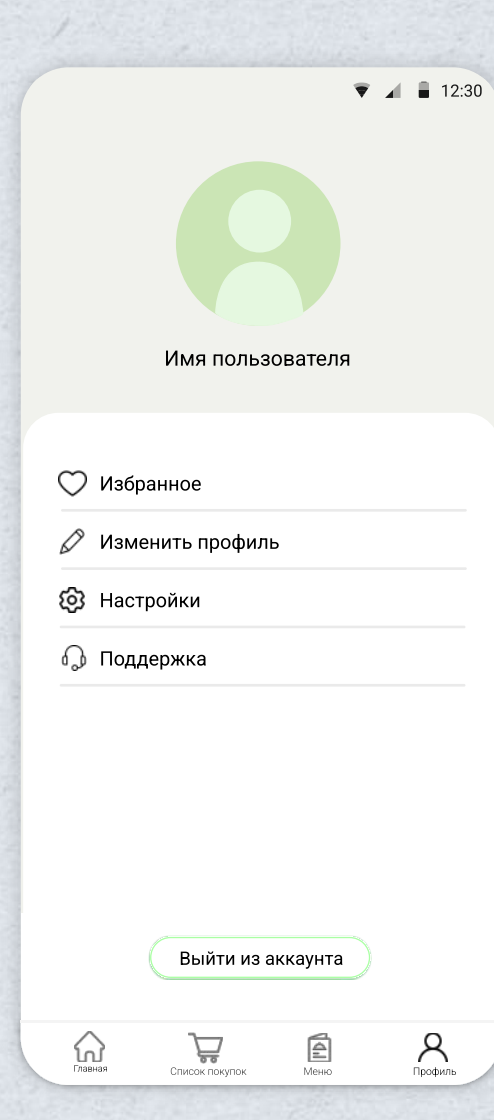 12:30
Имя пользователя
Избранное
Изменить профиль
Настройки
Поддержка
Выйти из аккаунта
Главная
Список покупок
Меню
Профиль